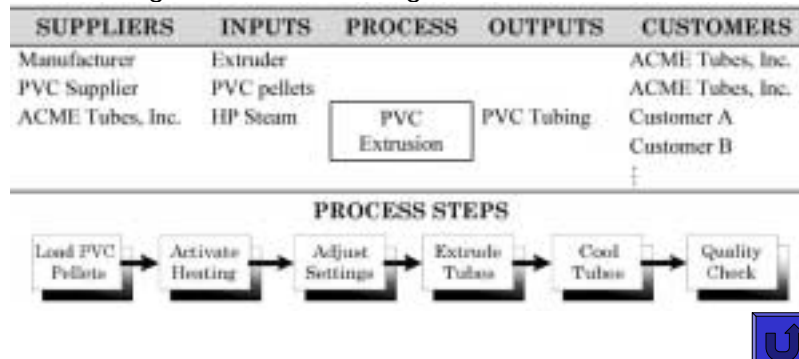 SUPPLIERS INPUTS PROCESS OUTPUTS CUSTOMERS
Manufacturer Extruder ACME Tubes, Inc.
PVC Supplier PVC pellets ACME Tubes, Inc.
ACME Tubes, Inc. HP Steam PVC PVC Tubing Customer A
Extrusion Customer B
PROCESS STEPS
Load PVC Activate Adjust Extrude Cool Quality
Pellets Heating Settings Tubes Tubes Check